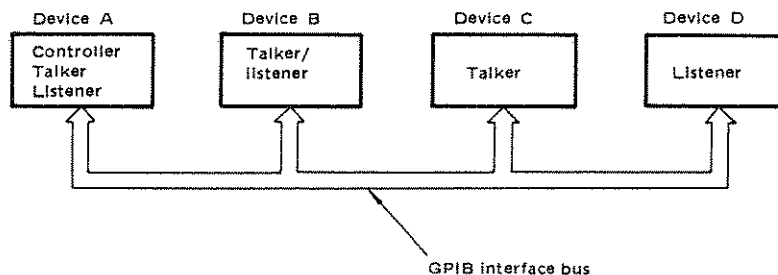 Device A
Device B
Device C
Device D
Controller
Talker
Listener
Talker/
listener
Talker
Listener
GPIB interface bus